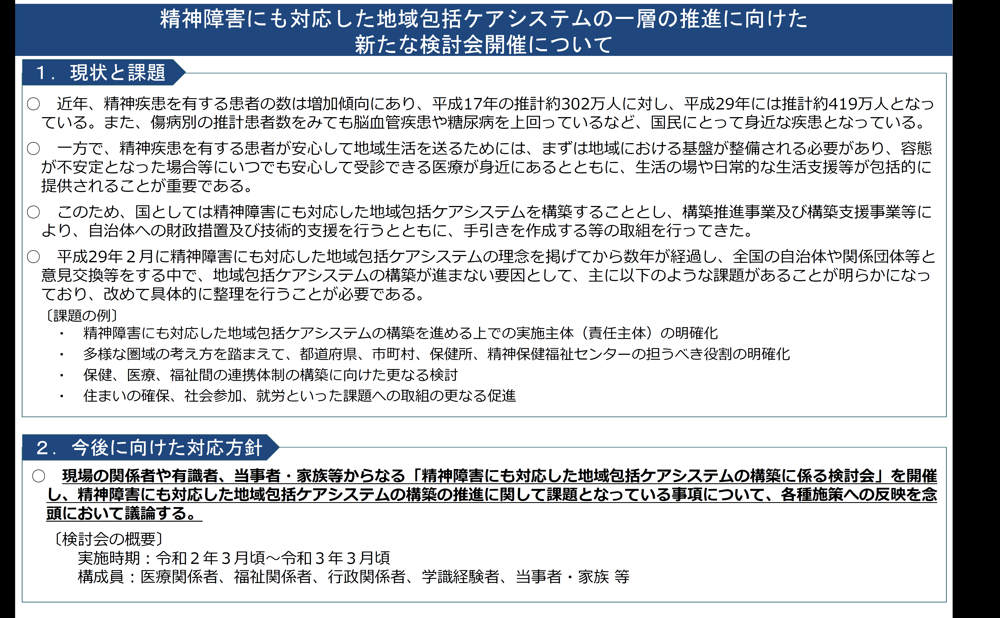 精神障害にも対応した地域包括ケアシステムの一層の推進に向けた
新たな検討会開催について
１．現状と課題
○　近年、精神疾患を有する患者の数は増加傾向にあり、平成17年の推計約302万人に対し、平成29年には推計約419万人となっ
ている。また、傷病別の推計患者数をみても脳血管疾患や糖尿病を上回っているなど、国民にとって身近な疾患となっている。
○　一方で、精神疾患を有する患者が安心して地域生活を送るためには、まずは地域における基盤が整備される必要があり、容態
が不安定となった場合等にいつでも安心して受診できる医療が身近にあるとともに、生活の場や日常的な生活支援等が包括的に
提供されることが重要である。
○　このため、国としては精神障害にも対応した地域包括ケアシステムを構築することとし、構築推進事業及び構築支援事業等に
より、自治体への財政措置及び技術的支援を行うとともに、手引きを作成する等の取組を行ってきた。
○　平成29年２月に精神障害にも対応した地域包括ケアシステムの理念を掲げてから数年が経過し、全国の自治体や関係団体等と
意見交換等をする中で、地域包括ケアシステムの構築が進まない要因として、主に以下のような課題があることが明らかになっ
ており、改めて具体的に整理を行うことが必要である。
〔課題の例〕
・　精神障害にも対応した地域包括ケアシステムの構築を進める上での実施主体（責任主体）の明確化
・　多様な圏域の考え方を踏まえて、都道府県、市町村、保健所、精神保健福祉センターの担うべき役割の明確化
・　保健、医療、福祉間の連携体制の構築に向けた更なる検討
・　住まいの確保、社会参加、就労といった課題への取組の更なる促進
２．今後に向けた対応方針
○　現場の関係者や有識者、当事者・家族等からなる「精神障害にも対応した地域包括ケアシステムの構築に係る検討会」を開催
し、精神障害にも対応した地域包括ケアシステムの構築の推進に関して課題となっている事項について、各種施策への反映を念
頭において議論する。
〔検討会の概要〕
実施時期：令和２年３月頃～令和３年３月頃
構成員：医療関係者、福祉関係者、行政関係者、学識経験者、当事者・家族 等